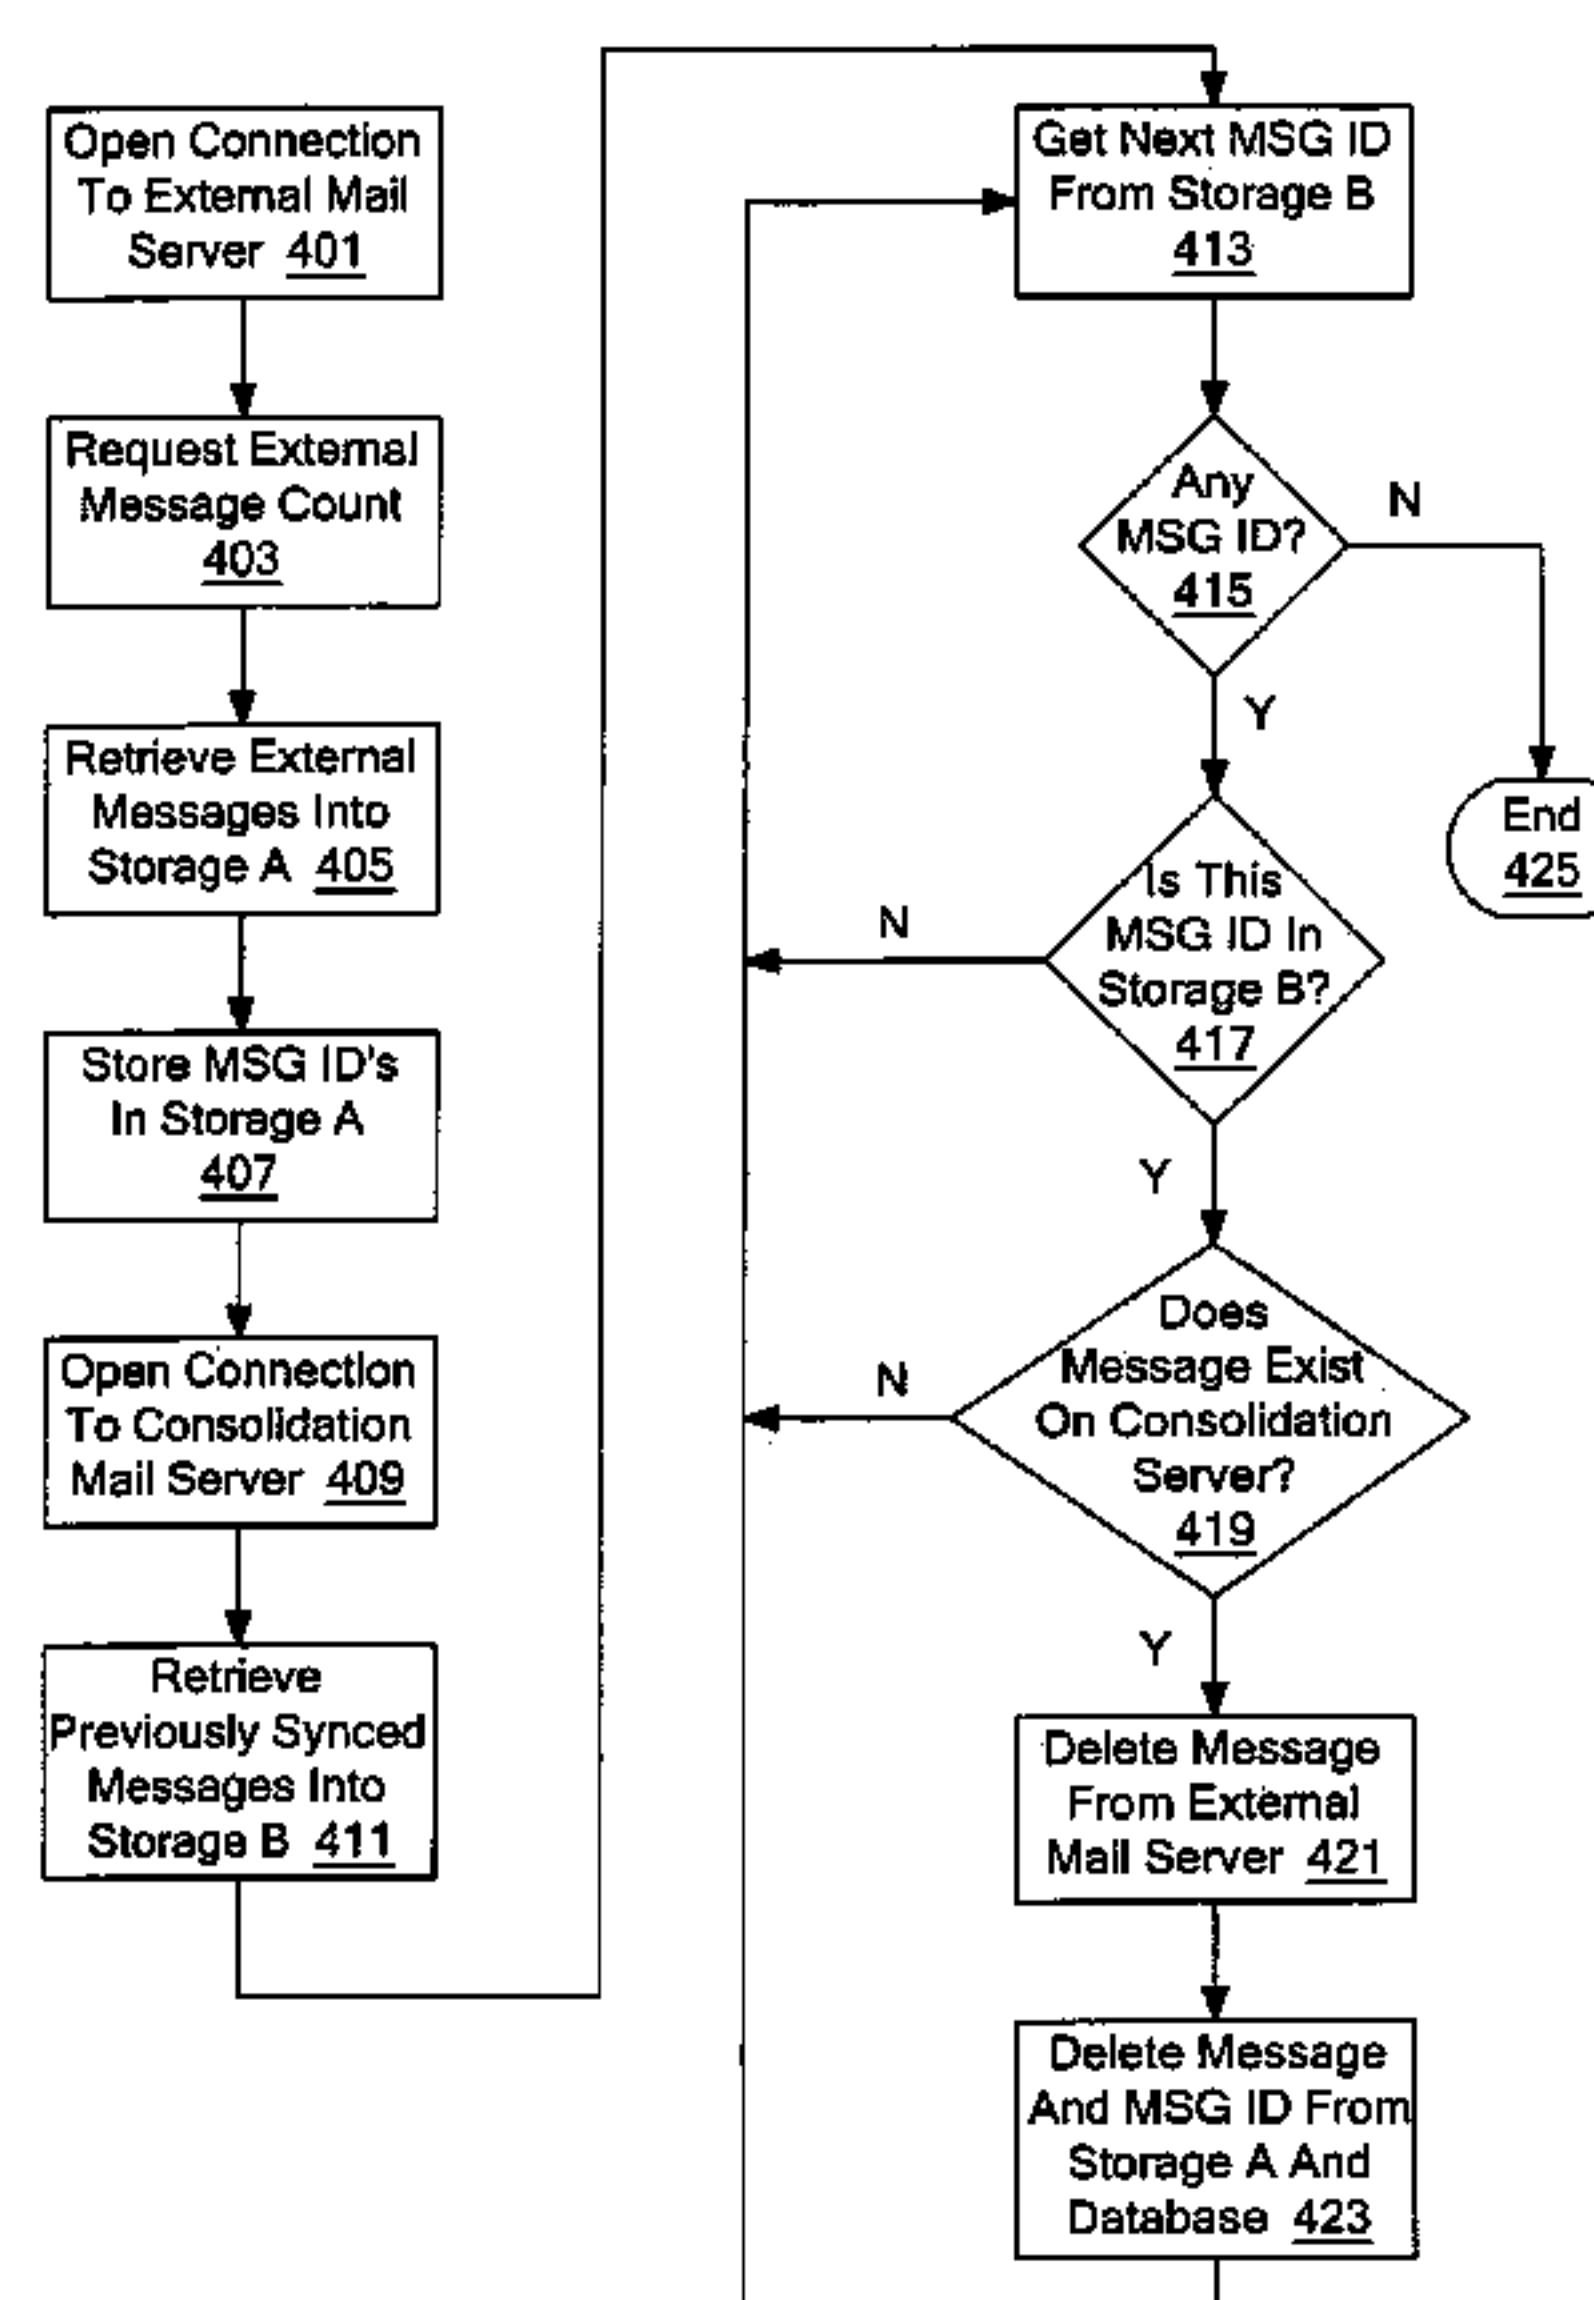 Open Connection
To External Mail
Server 401
Request External
Message Count
403
Retrieve External
Messages Into
Storage A 405
Store MSG ID's
In Storage A
407
Open Connection
To Consolidation
Mail Server 409
Retrieve
Previously Synced
Messages Into
Storage B 411
Get Next MSG ID
From Storage B
413
Any
MSG ID?
415
N
Y
End
425
Is This
MSG ID In
Storage B?
417
N
Y
Does
Message Exist
On Consolidation
Server?
419
N
Y
Delete Message
From External
Mail Server 421
Delete Message
And MSG ID From
Storage A And
Database 423